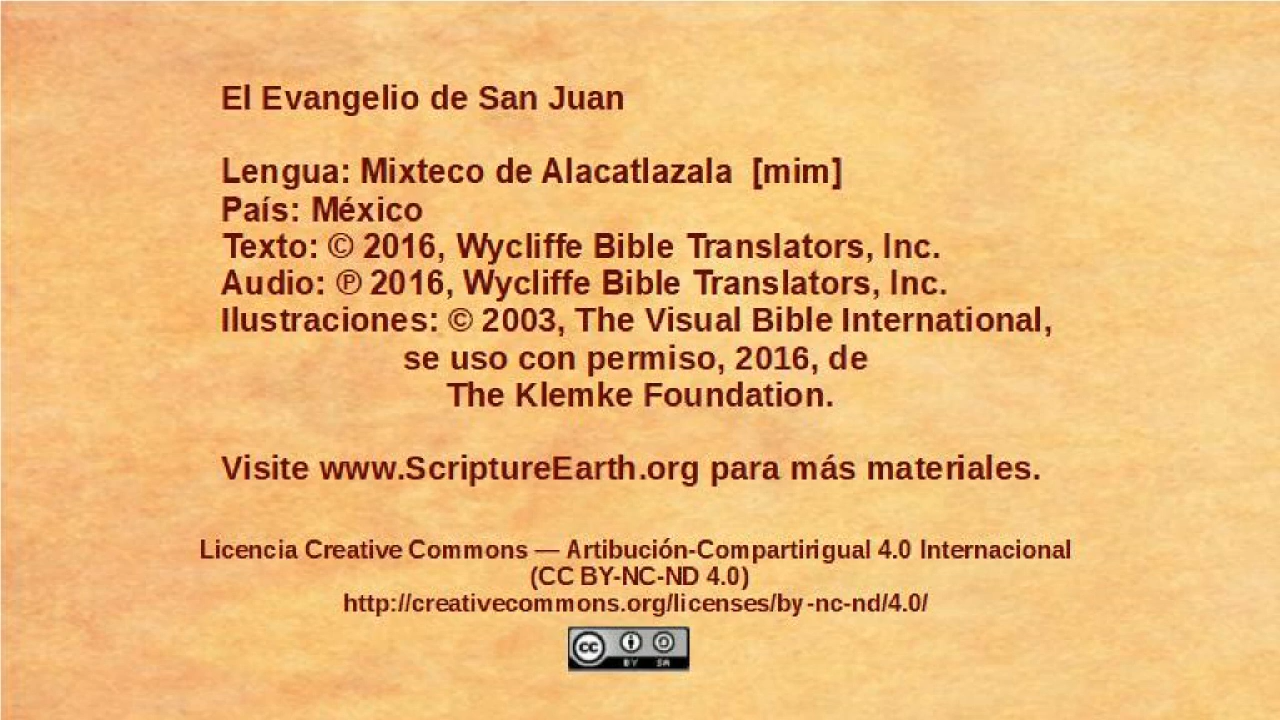 El Evangelio de San Juan
Lengua: Mixteco de Alacatlazala [mim]
País: México
Texto: © 2016, Wycliffe Bible Translators, Inc.
Audio: ℗ 2016, Wycliffe Bible Translators, Inc.
Ilustraciones: © 2003, The Visual Bible International,
se uso con permiso, 2016, de
The Klemke Foundation.
Visite www.ScriptureEarth.org para más materiales.
Licencia Creative Commons — Artibución-Compartirigual 4.0 Internacional
(CC BY-NC-ND 4.0)
http://creativecommons.org/licenses/by-nc-nd/4.0/
cc
BY SA